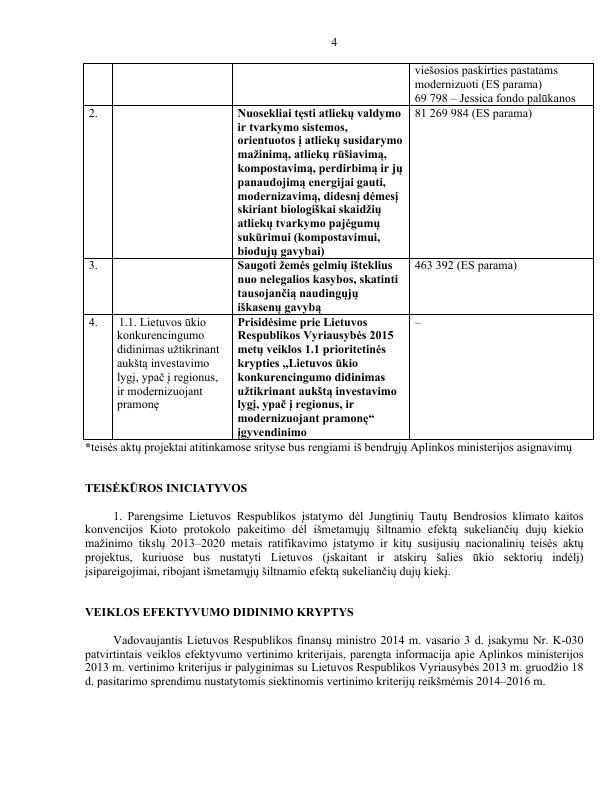 4
viešosios paskirties pastatams
modernizuoti (ES parama)
69 798 – Jessica fondo palūkanos
2.
Nuosekliai tęsti atliekų valdymo
ir tvarkymo sistemos,
orientuotos į atliekų susidarymo
mažinimą, atliekų rūšiavimą,
kompostavimą, perdirbimą ir jų
panaudojimą energijai gauti,
modernizavimą, didesnį dėmesį
skiriant biologiškai skaidžių
atliekų tvarkymo pajėgumų
sukūrimui (kompostavimui,
biodujų gavybai)
81 269 984 (ES parama)
3.
Saugoti žemės gelmių išteklius
nuo nelegalios kasybos, skatinti
tausojančią naudingųjų
iškasenų gavybą
463 392 (ES parama)
4.
1.1. Lietuvos ūkio
konkurencingumo
didinimas užtikrinant
aukštą investavimo
lygį, ypač į regionus,
ir modernizuojant
pramonę
Prisidėsime prie Lietuvos
Respublikos Vyriausybės 2015
metų veiklos 1.1 prioritetinės
krypties „Lietuvos ūkio
konkurencingumo didinimas
užtikrinant aukštą investavimo
lygį, ypač į regionus, ir
modernizuojant pramonę“
įgyvendinimo
–
*teisės aktų projektai atitinkamose srityse bus rengiami iš bendrųjų Aplinkos ministerijos asignavimų
TEISĖKŪROS INICIATYVOS
1. Parengsime Lietuvos Respublikos įstatymo dėl Jungtinių Tautų Bendrosios klimato kaitos
konvencijos Kioto protokolo pakeitimo dėl išmetamųjų šiltnamio efektą sukeliančių dujų kiekio
mažinimo tikslų 2013–2020 metais ratifikavimo įstatymo ir kitų susijusių nacionalinių teisės aktų
projektus, kuriuose bus nustatyti Lietuvos (įskaitant ir atskirų šalies ūkio sektorių indėlį)
įsipareigojimai, ribojant išmetamųjų šiltnamio efektą sukeliančių dujų kiekį.
VEIKLOS EFEKTYVUMO DIDINIMO KRYPTYS
Vadovaujantis Lietuvos Respublikos finansų ministro 2014 m. vasario 3 d. įsakymu Nr. K-030
patvirtintais veiklos efektyvumo vertinimo kriterijais, parengta informacija apie Aplinkos ministerijos
2013 m. vertinimo kriterijus ir palyginimas su Lietuvos Respublikos Vyriausybės 2013 m. gruodžio 18
d. pasitarimo sprendimu nustatytomis siektinomis vertinimo kriterijų reikšmėmis 2014–2016 m.